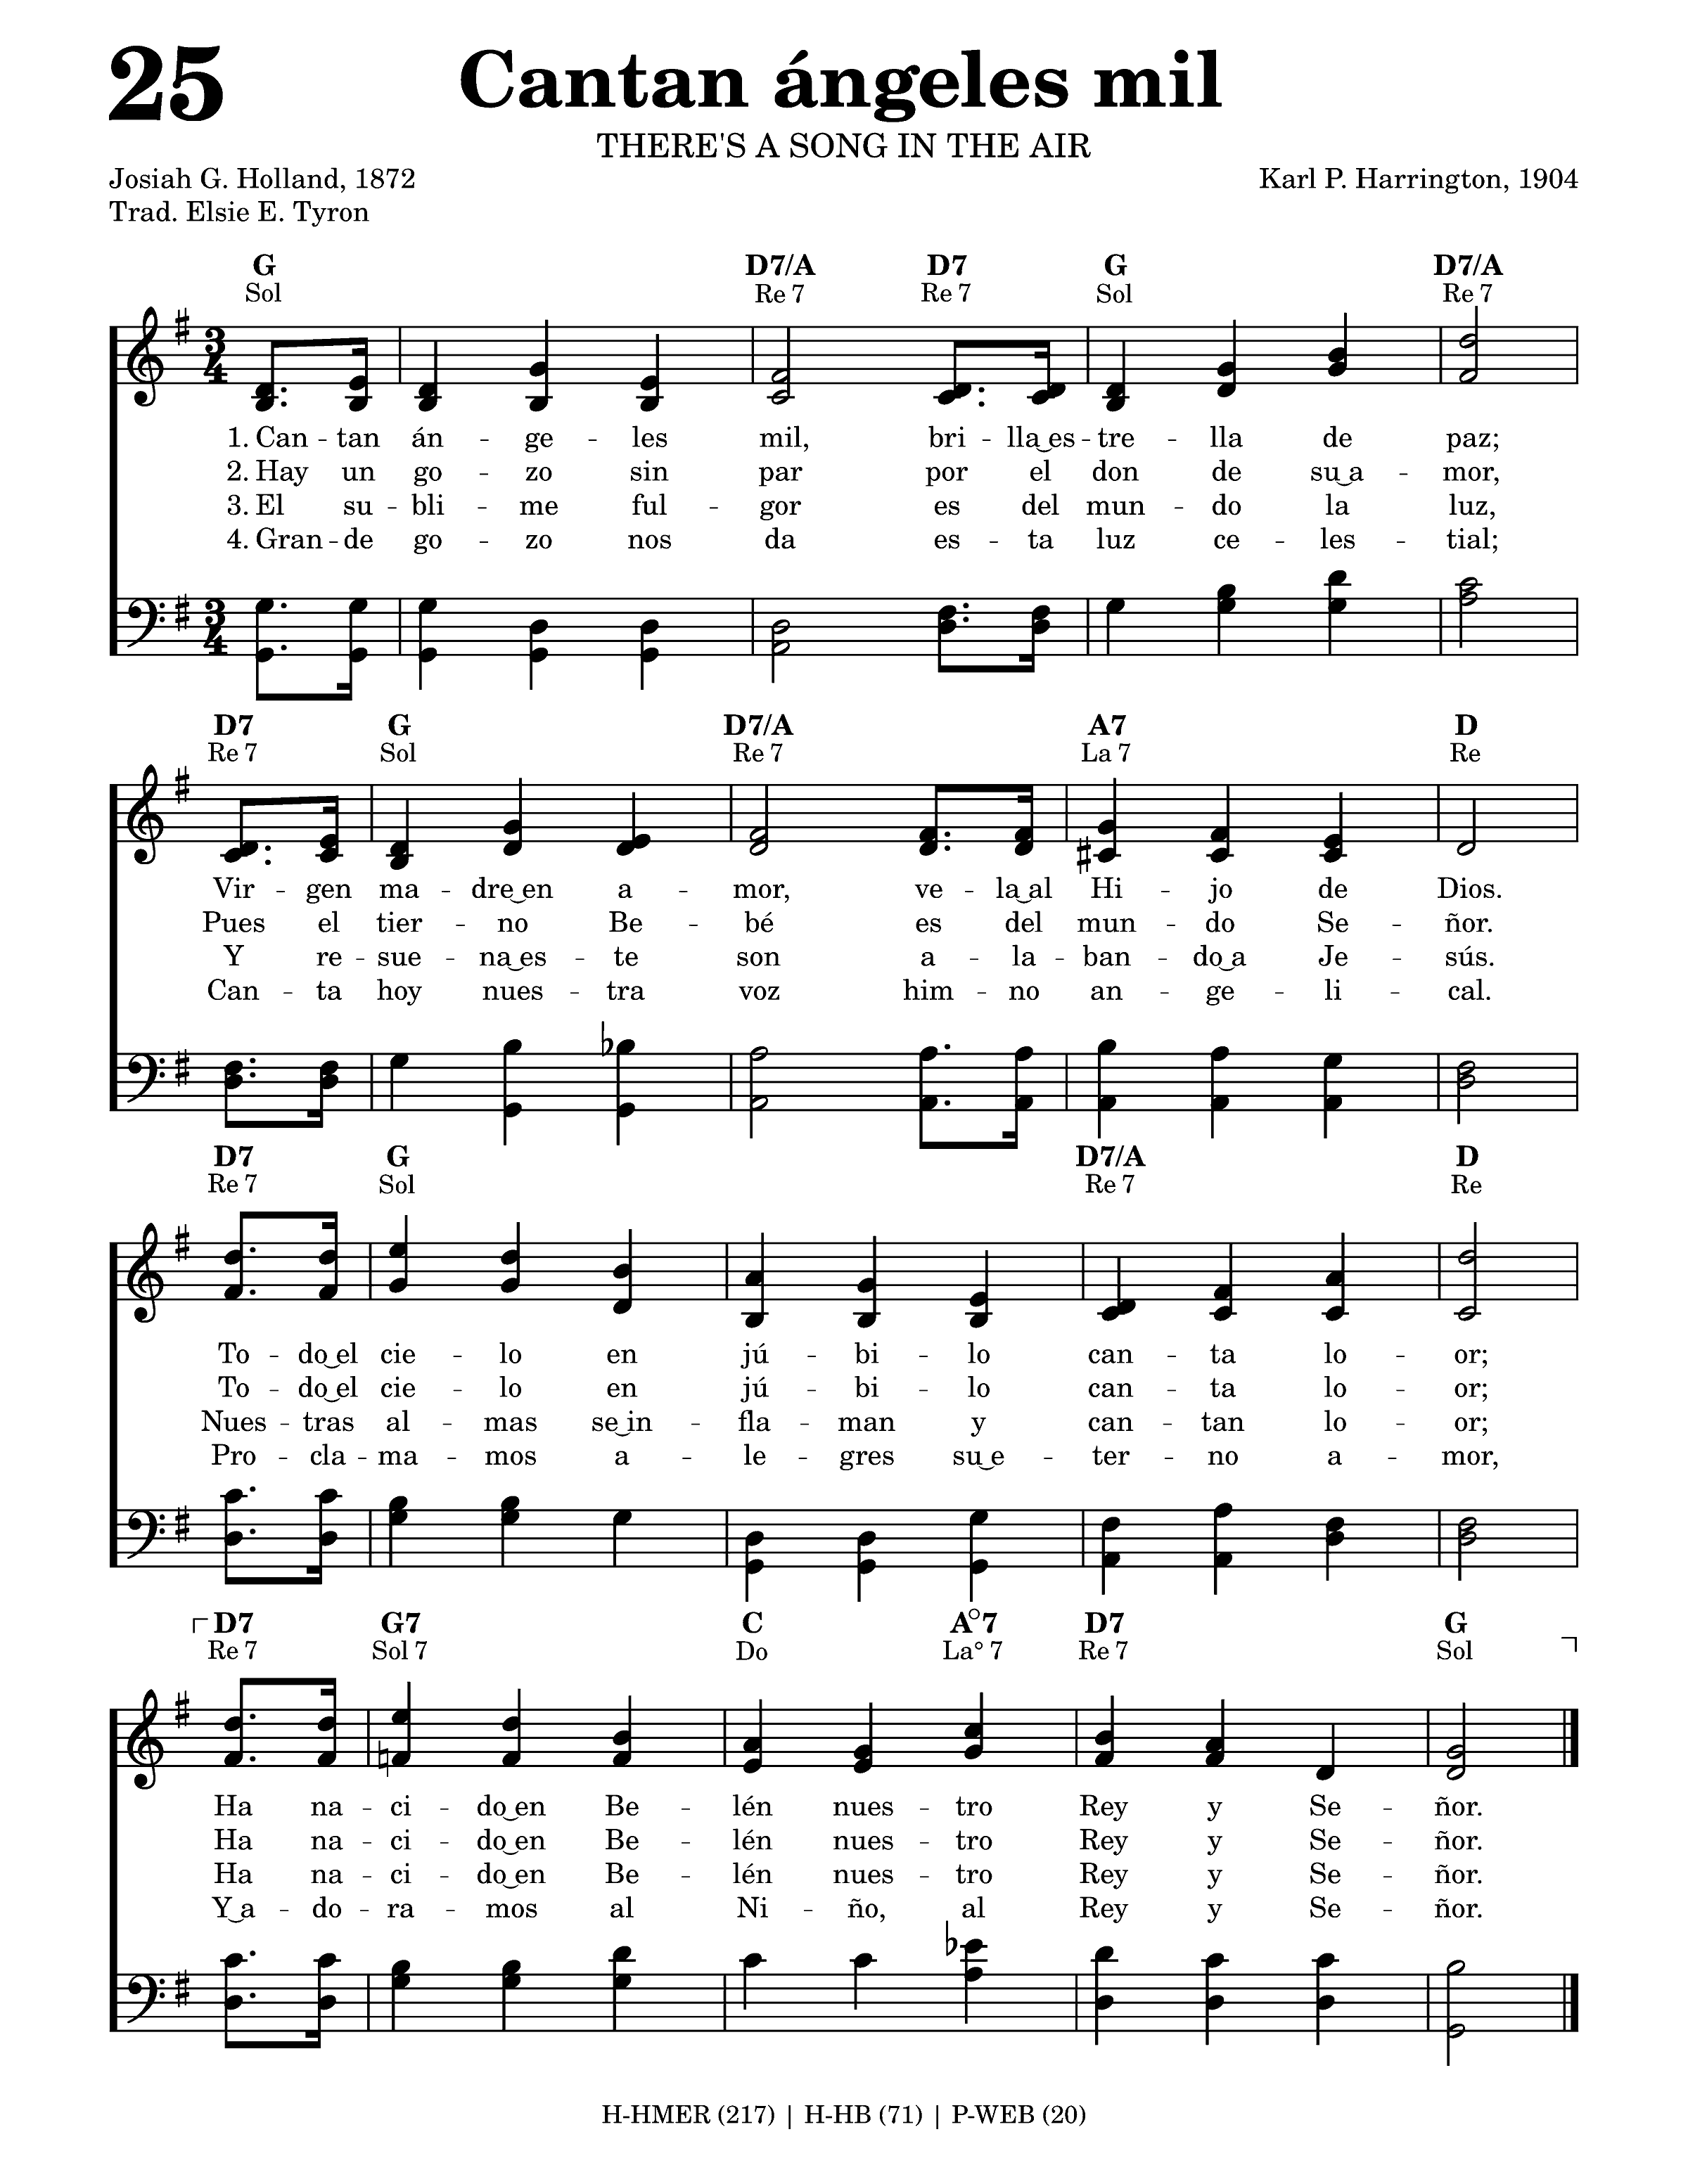 25
Cantan ángeles mil
THERE'S A SONG IN THE AIR
Josiah G. Holland, 1872
Karl P. Harrington, 1904
Trad. Elsie E. Tyron
G D7/A D7 G D7/A
Sol Re 7 Re 7 Sol Re 7
3 4
1. Can – tan án – ge – les mil, bri – lla‿es – tre – lla de paz;
2. Hay un go – zo sin par por el don de su‿a – mor,
3. El su – bli – me ful – gor es del mun – do la luz,
4. Gran – de go – zo nos da es – ta luz ce – les – tial;
3 4
D7 G D7/A A7 D
Re 7 Sol Re 7 La 7 Re
Vir – gen ma – dre‿en a – mor, ve – la‿al Hi – jo de Dios.
Pues el tier – no Be – bé es del mun – do Se – ñor.
Y re – sue – na‿es – te son a – la – ban – do‿a Je – sús.
Can – ta hoy nues – tra voz him – no an – ge – li – cal.
D7 G D7/A D
Re 7 Sol Re 7 Re
To – do‿el cie – lo en jú – bi – lo can – ta lo – or;
To – do‿el cie – lo en jú – bi – lo can – ta lo – or;
Nues – tras al – mas se‿in – fla – man y can – tan lo – or;
Pro – cla – ma – mos a – le – gres su‿e – ter – no a – mor,
D7 G7 C A°7 D7 G
Re 7 Sol 7 Do La° 7 Re 7 Sol
Ha na – ci – do‿en Be – lén nues – tro Rey y Se – ñor.
Ha na – ci – do‿en Be – lén nues – tro Rey y Se – ñor.
Ha na – ci – do‿en Be – lén nues – tro Rey y Se – ñor.
Y‿a – do – ra – mos al Ni – ño, al Rey y Se – ñor.
H-HMER (217) | H-HB (71) | P-WEB (20)